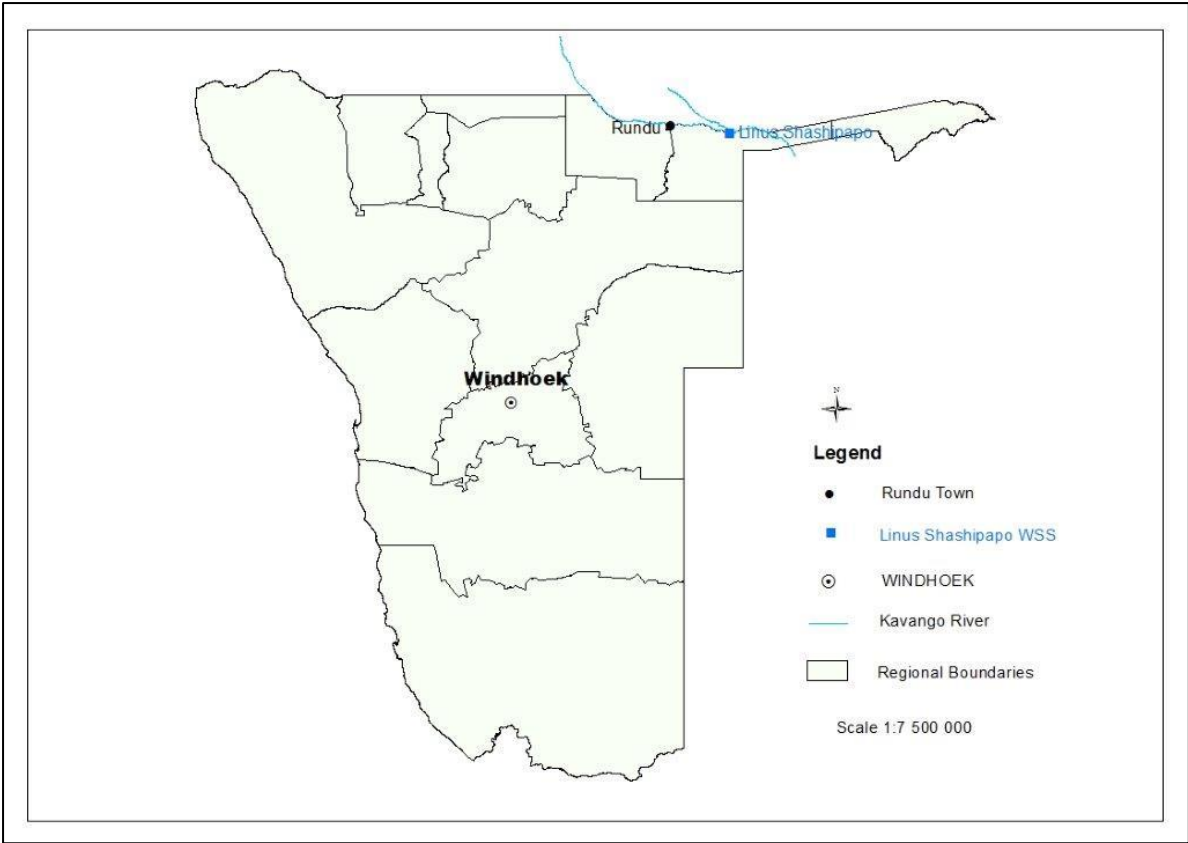 Rundu
Linus Shashipapo
Windhoek
N
Legend
Rundu Town
Linus Shashipapo WSS
WINDHOEK
Kavango River
Regional Boundaries
Scale 1:7 500 000